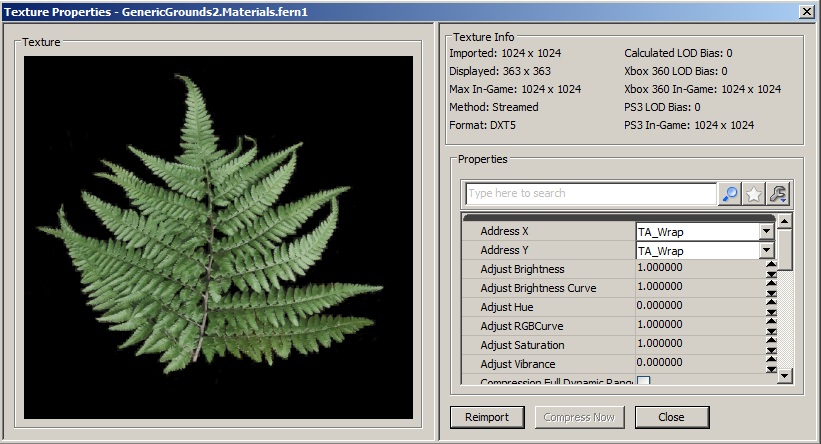 Texture Properties - GenericGrounds2.Materials.fern1
Texture
Texture Info
Imported: 1024 x 1024
Calculated LOD Bias: 0
Displayed: 363 x 363
Xbox 360 LOD Bias: 0
Max In-Game: 1024 x 1024
Xbox 360 In-Game: 1024 x 1024
Method: Streamed
PS3 LOD Bias: 0
Format: DXT5
PS3 In-Game: 1024 x 1024
Properties
Type here to search
Address X TA_Wrap
Address Y TA_Wrap
Adjust Brightness 1.000000
Adjust Brightness Curve 1.000000
Adjust Hue 0.000000
Adjust RGBCurve 1.000000
Adjust Saturation 1.000000
Adjust Vibrance 0.000000
Compression Full Dynamic Range
Reimport
Compress Now
Close